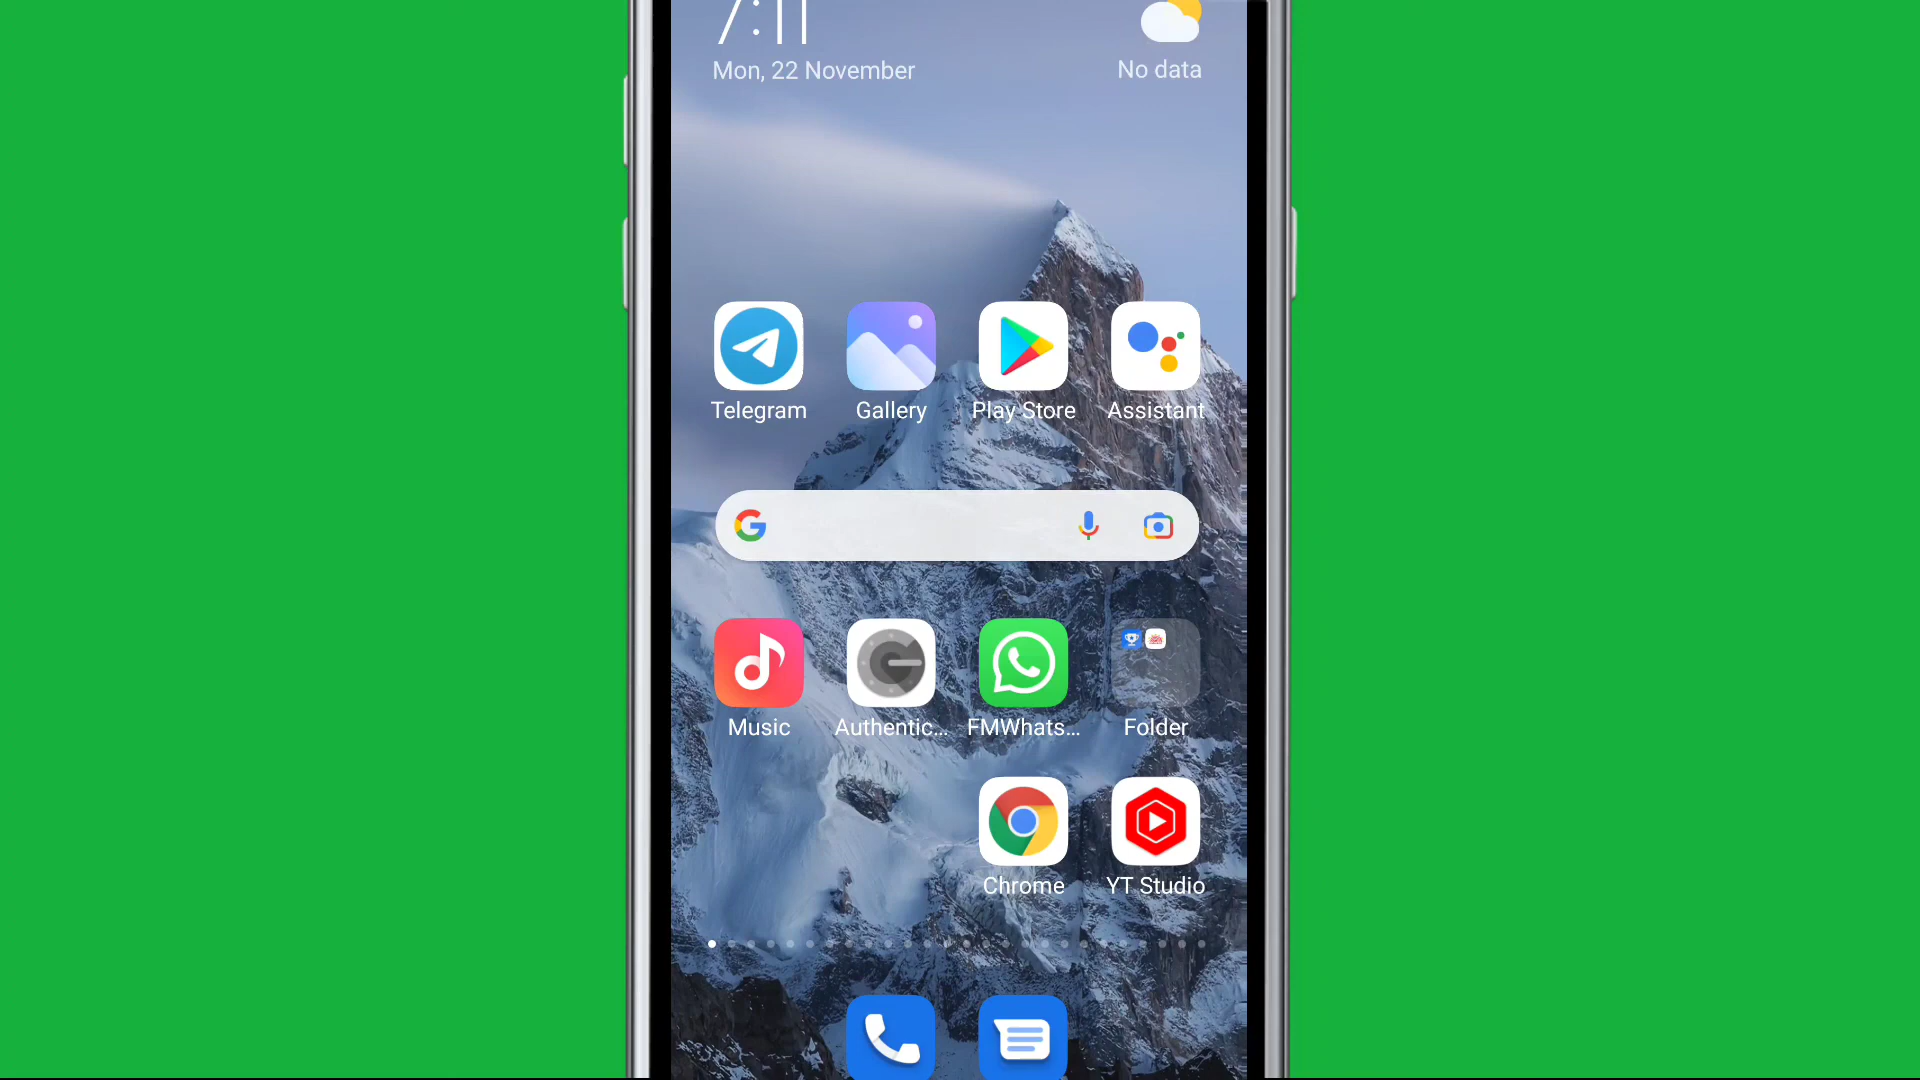 7:11
Mon, 22 November
No data
Telegram
Gallery
Play Store
Assistant
Music
Authentic...
FMWhats...
Folder
Chrome
YT Studio